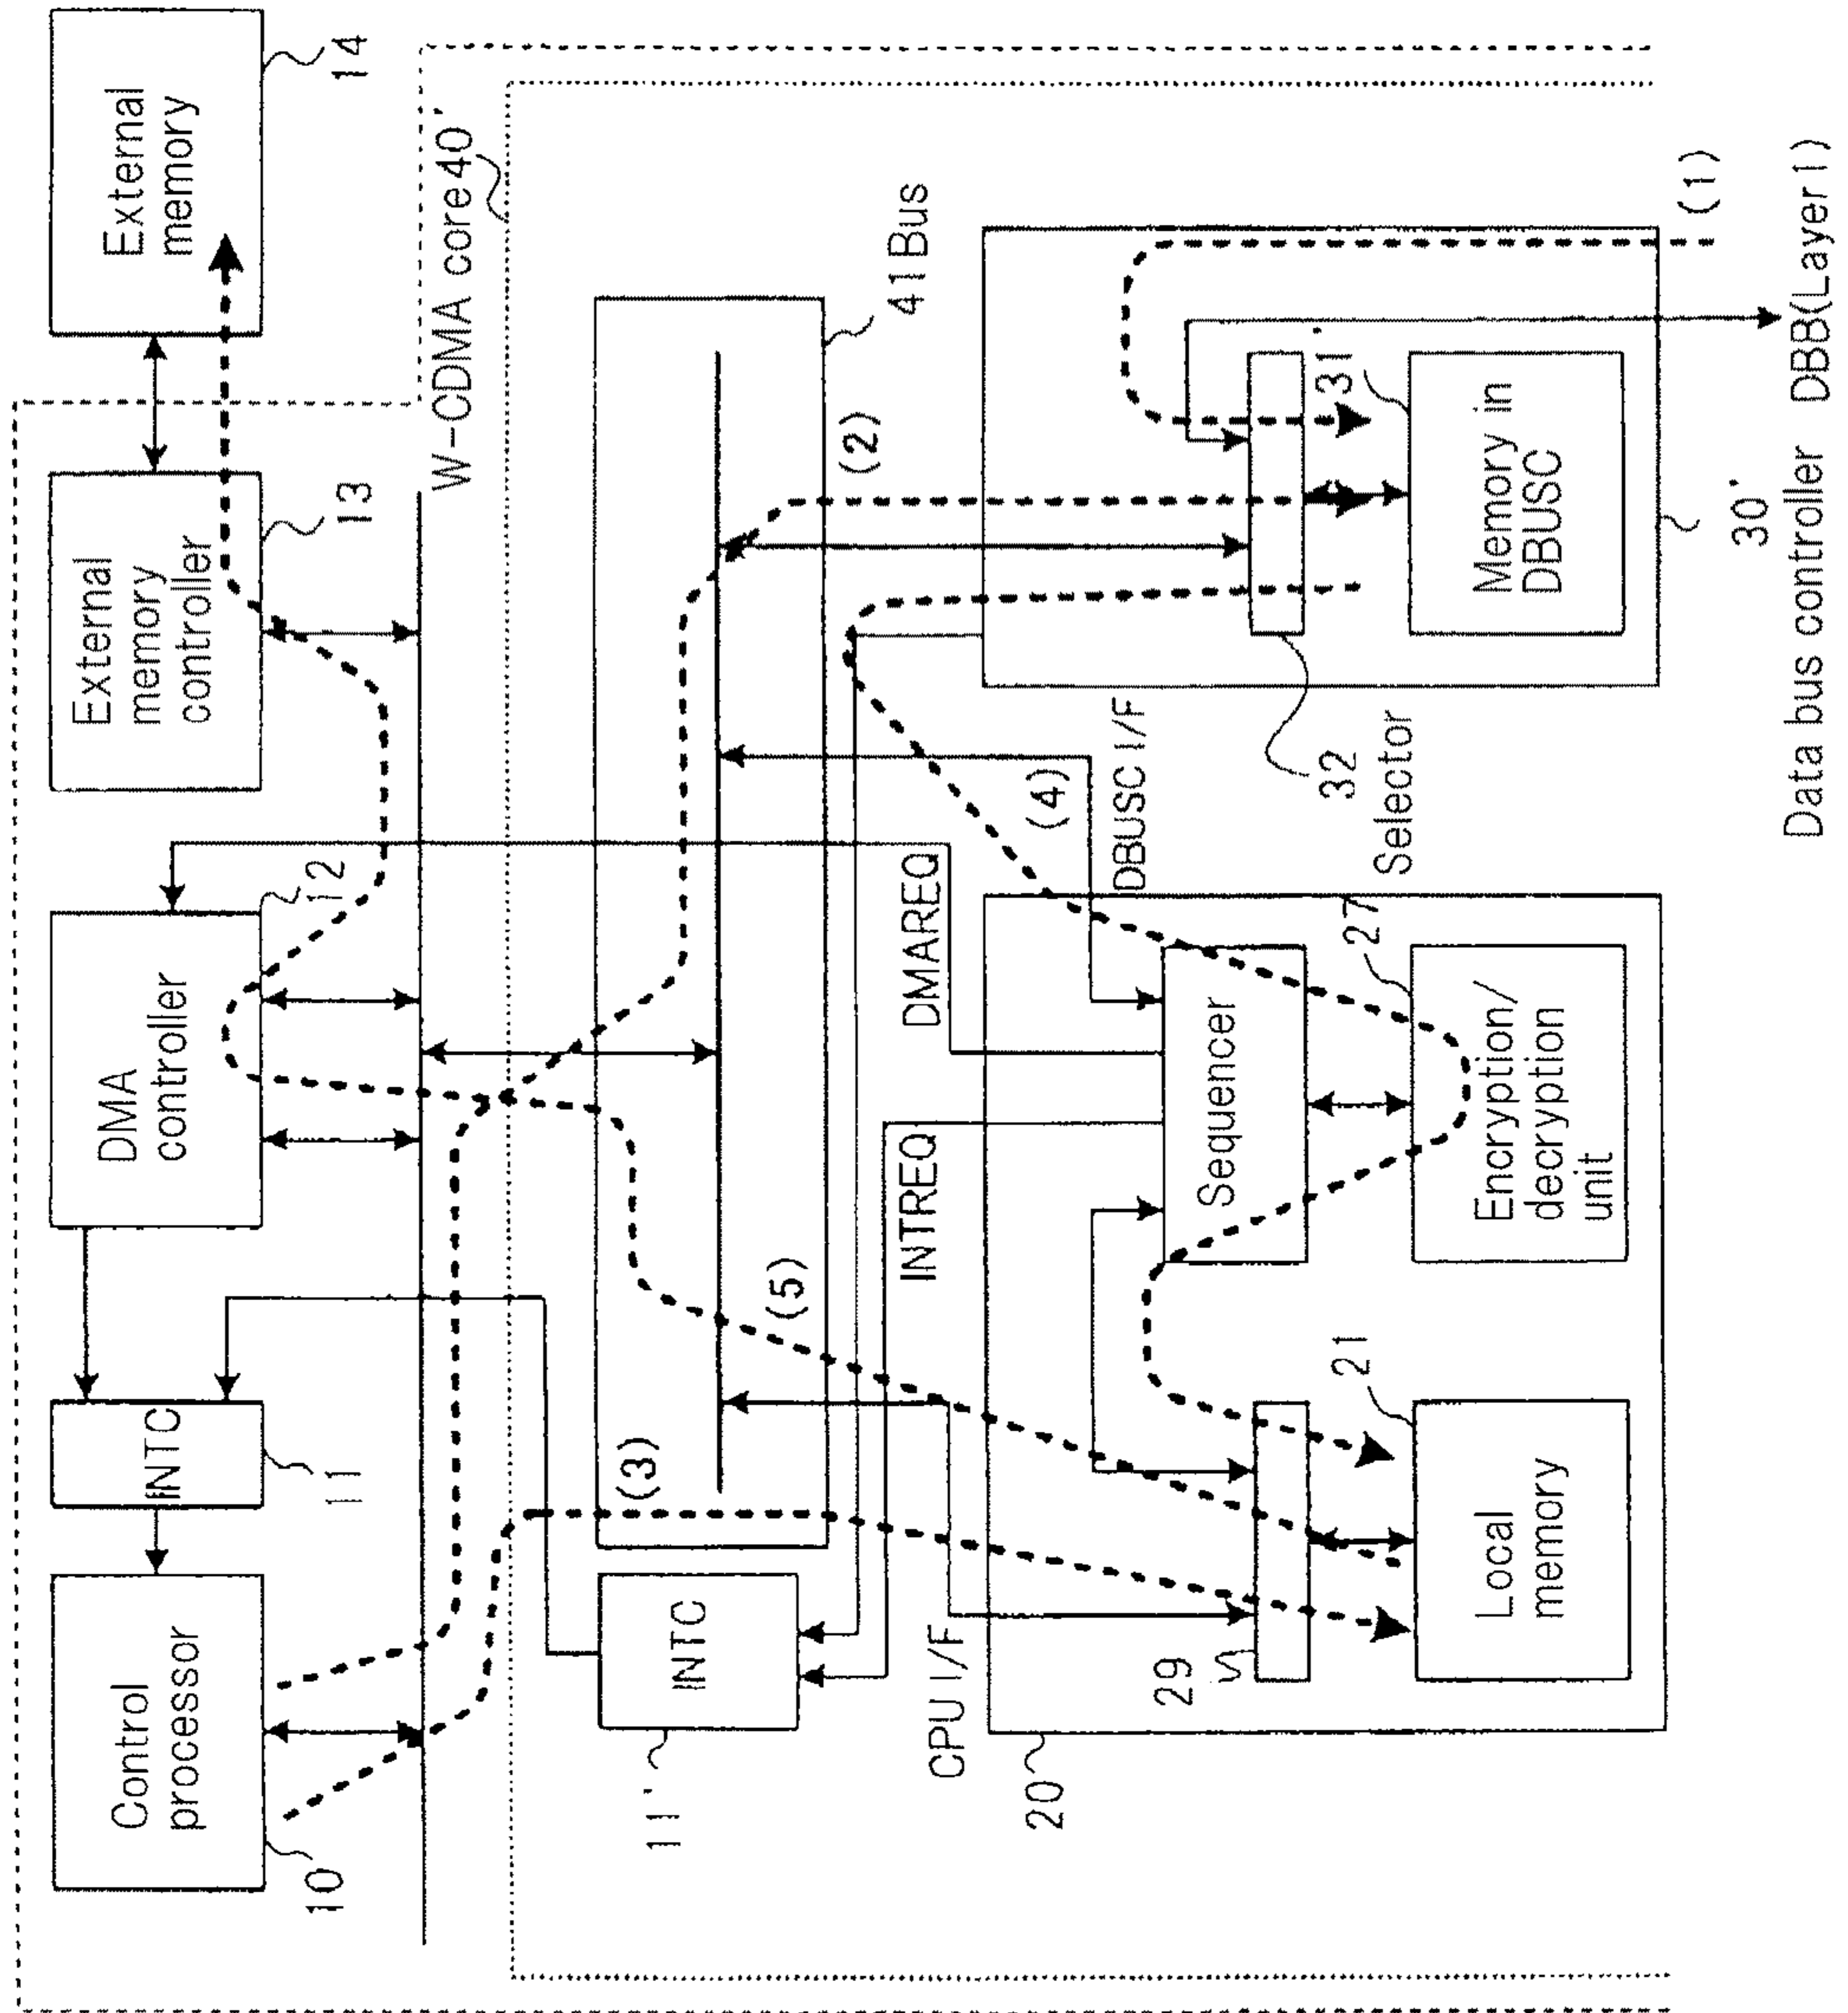 Control
processor
10
INTC
11
DMA
controller
12
External
memory
controller
13
External
memory
14
W-CDMA core 40'
INTC
11'
(3)
(5)
(2)
41 Bus
CPU I/F
INTREQ
DMAREQ
(4)
DBUSC I/F
20
29
Local
memory
21
Sequencer
Encryption/
decryption
unit
27
32
Selector
31'
Memory in
DBUSC
30'
(1)
Data bus controller DBB(Layer1)